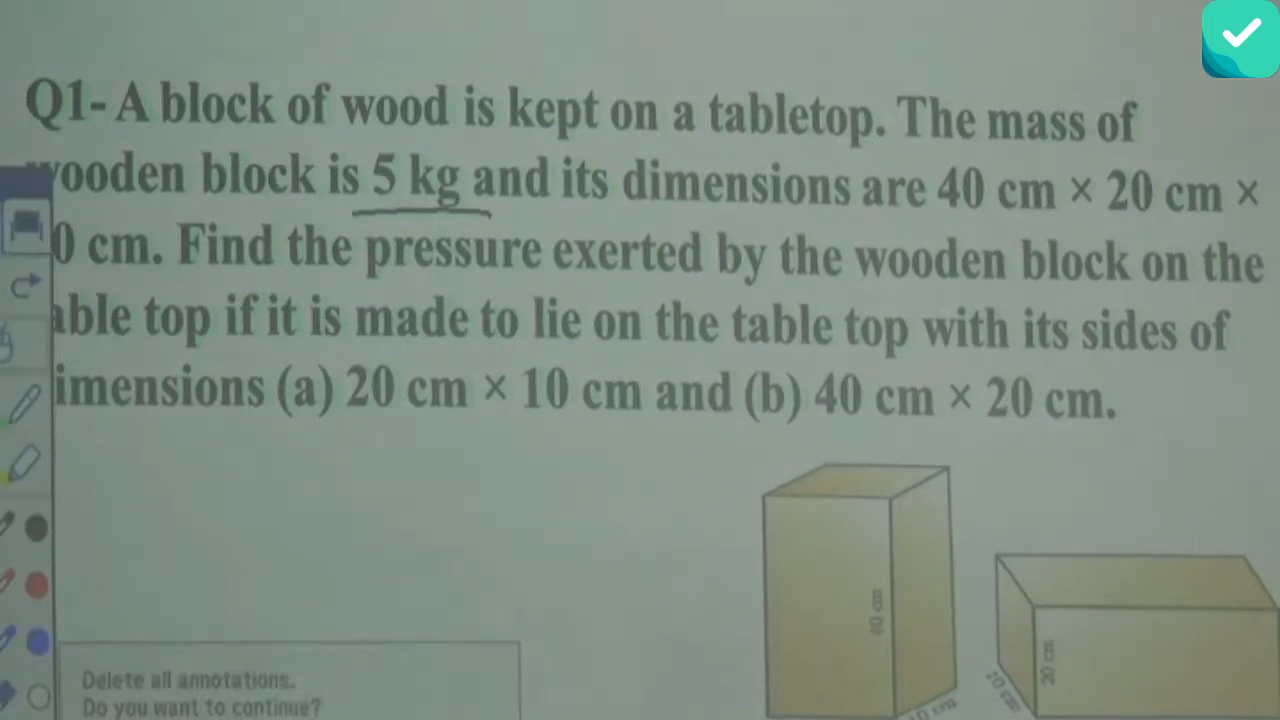 Q1- A block of wood is kept on a tabletop. The mass of
wooden block is 5 kg and its dimensions are 40 cm × 20 cm ×
0 cm. Find the pressure exerted by the wooden block on the
able top if it is made to lie on the table top with its sides of
imensions (a) 20 cm × 10 cm and (b) 40 cm × 20 cm.
40 cm
20 cm
10 cm
Delete all annotations.
Do you want to continue?